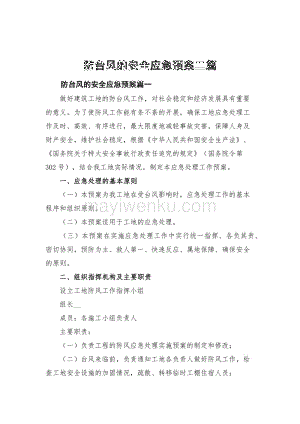 防台风的安全应急预案二篇
防台风的安全应急预案篇一
做好建筑工地的防台风工作，对社会稳定和经济发展具有重要
的意义。为了使防风工作能有条不紊的开展，确保工地应急处理工
作及时、高效、有序进行，最大限度地减轻事故灾害，保障人身及
财产安全，维护社会稳定，根据《中华人民共和国安全生产法》、
《国务院关于特大安全事故行政责任追究的规定》（国务院令第
302号）、结合我工地实际情况，制定本应急处理工作预案。
一、应急处理的基本原则
（一）本预案为我工地在受台风影响时，应急处理工作的基本
程序和组织原则。
（二）本预案适用于工地的应急处理。
（三）本预案在实施应急处理工作中实行统一指挥、各负其责、
密切协同，预防为主、救人第一、快速反应、属地保障，确保安全
的原则。
二、组织指挥机构及主要职责
设立工地防风工作指挥小组
组长__
成员：各施工小组负责人
主要职责：
（一）负责工程的防风应急处理实施预案的制定和修改；
（二）台风来临前，负责通知工地各负责人做好防风工作，检
查工地安全设施的加固情况，疏散、转移临时工棚住宿人员；
mayiwenku.com